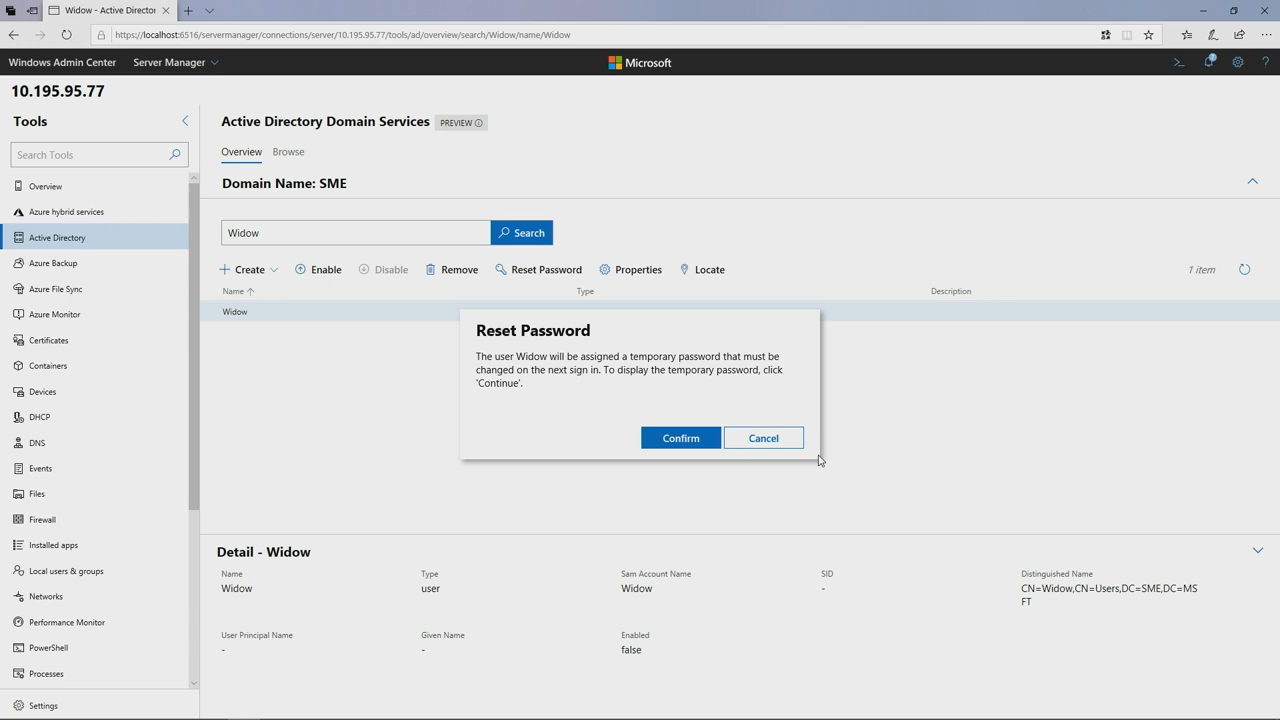 Widow - Active Director
https://localhost:6516/servermanager/connections/server/10.195.95.77/tools/ad/overview/search/Widow/name/Widow
Windows Admin Center
Server Manager
Microsoft
10.195.95.77
Tools
Search Tools
Overview
Azure hybrid services
Active Directory
Azure Backup
Azure File Sync
Azure Monitor
Certificates
Containers
Devices
DHCP
DNS
Events
Files
Firewall
Installed apps
Local users & groups
Networks
Performance Monitor
PowerShell
Processes
Settings
Active Directory Domain Services
PREVIEW
Overview Browse
Domain Name: SME
Widow
Search
Create Enable Disable Remove Reset Password Properties Locate 1 item
Name Type Description
Widow
Reset Password
The user Widow will be assigned a temporary password that must be
changed on the next sign in. To display the temporary password, click
'Continue'.
Confirm Cancel
Detail - Widow
Name Type Sam Account Name SID Distinguished Name
Widow user Widow - CN=Widow,CN=Users,DC=SME,DC=MS
FT
User Principal Name Given Name Enabled
- - false